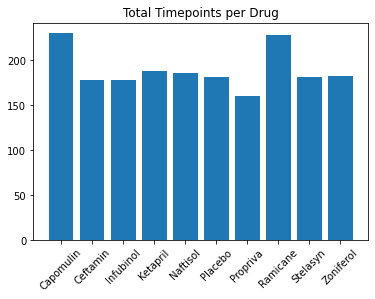 Total Timepoints per Drug
200
150
100
50
0
Capomulin
Ceftamin
Infubinol
Ketapril
Naftisol
Placebo
Propriva
Ramicane
Stelasyn
Zoniferol